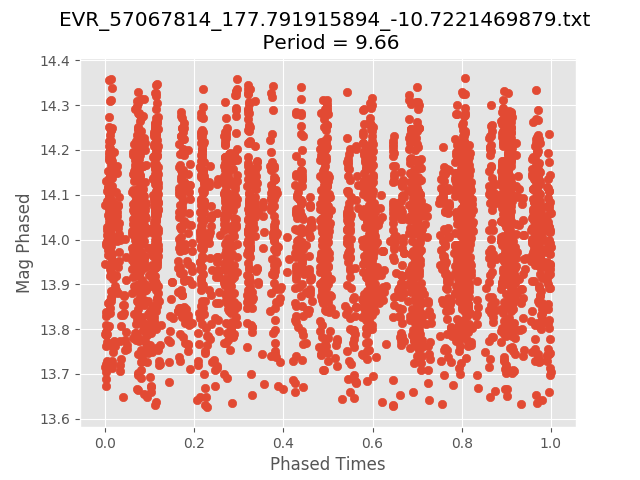 EVR_57067814_177.791915894_-10.7221469879.txt
Period = 9.66
14.4
14.3
14.2
14.1
14.0
13.9
13.8
13.7
13.6
Mag Phased
0.0 0.2 0.4 0.6 0.8 1.0
Phased Times